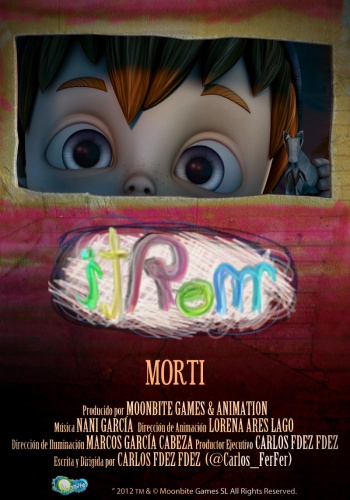 itRom
MORTI
Producido por MOONBITE GAMES & ANIMATION
Música NANI GARCÍA Dirección de Animación LORENA ARES LAGO
Dirección de Iluminación MARCOS GARCÍA CABEZA Productor Ejecutivo CARLOS FDEZ FDEZ
Escrita y Dirigida por CARLOS FDEZ FDEZ (@Carlos_FerFer)
" 2012 TM & © Moonbite Games SL All Rights Reserved.